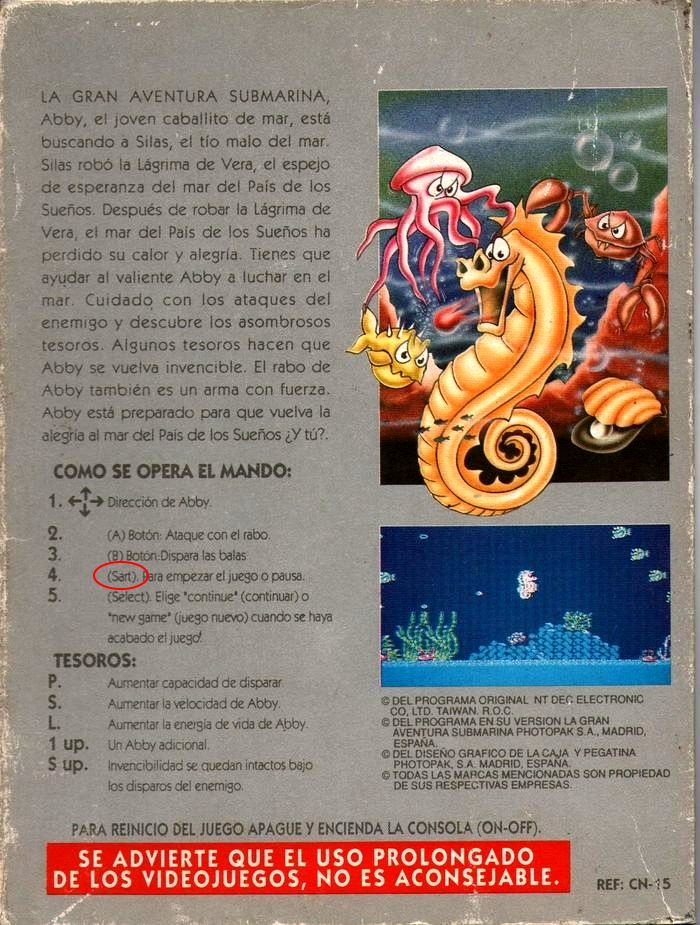 LA GRAN AVENTURA SUBMARINA,
Abby, el joven caballito de mar, está
buscando a Silas, el tío malo del mar.
Silas robó la Lágrima de Vera, el espejo
de esperanza del mar del País de los
Sueños. Después de robar la Lágrima de
Vera, el mar del País de los Sueños ha
perdido su calor y alegría. Tienes que
ayudar al valiente Abby a luchar en el
mar. Cuidado con los ataques del
enemigo y descubre los asombrosos
tesoros. Algunos tesoros hacen que
Abby se vuelva invencible. El rabo de
Abby también es un arma con fuerza.
Abby está preparado para que vuelva la
alegría al mar del País de los Sueños ¿Y tú?.
COMO SE OPERA EL MANDO:
1. Dirección de Abby.
2. (A) Botón: Ataque con el rabo.
3. (B) Botón:Dispara las balas
4. (Sart). Para empezar el juego o pausa.
5. (Select). Elige "continue" (continuar) o
"new game" (juego nuevo) cuando se haya
acabado el juego!
TESOROS:
P. Aumentar capacidad de disparar.
S. Aumentar la velocidad de Abby.
L. Aumentar la energía de vida de Abby.
1 up. Un Abby adicional.
S up. Invencibilidad se quedan intactos bajo
los disparos del enemigo.
© DEL PROGRAMA ORIGINAL NT DEC ELECTRONIC
CO, LTD. TAIWAN. R.O.C.
© DEL PROGRAMA EN SU VERSION LA GRAN
AVENTURA SUBMARINA PHOTOPAK S.A., MADRID,
ESPAÑA.
© DEL DISEÑO GRAFICO DE LA CAJA Y PEGATINA
PHOTOPAK, S.A. MADRID, ESPAÑA.
© TODAS LAS MARCAS MENCIONADAS SON PROPIEDAD
DE SUS RESPECTIVAS EMPRESAS.
PARA REINICIO DEL JUEGO APAGUE Y ENCIENDA LA CONSOLA (ON-OFF).
SE ADVIERTE QUE EL USO PROLONGADO
DE LOS VIDEOJUEGOS, NO ES ACONSEJABLE.
REF: CN-15